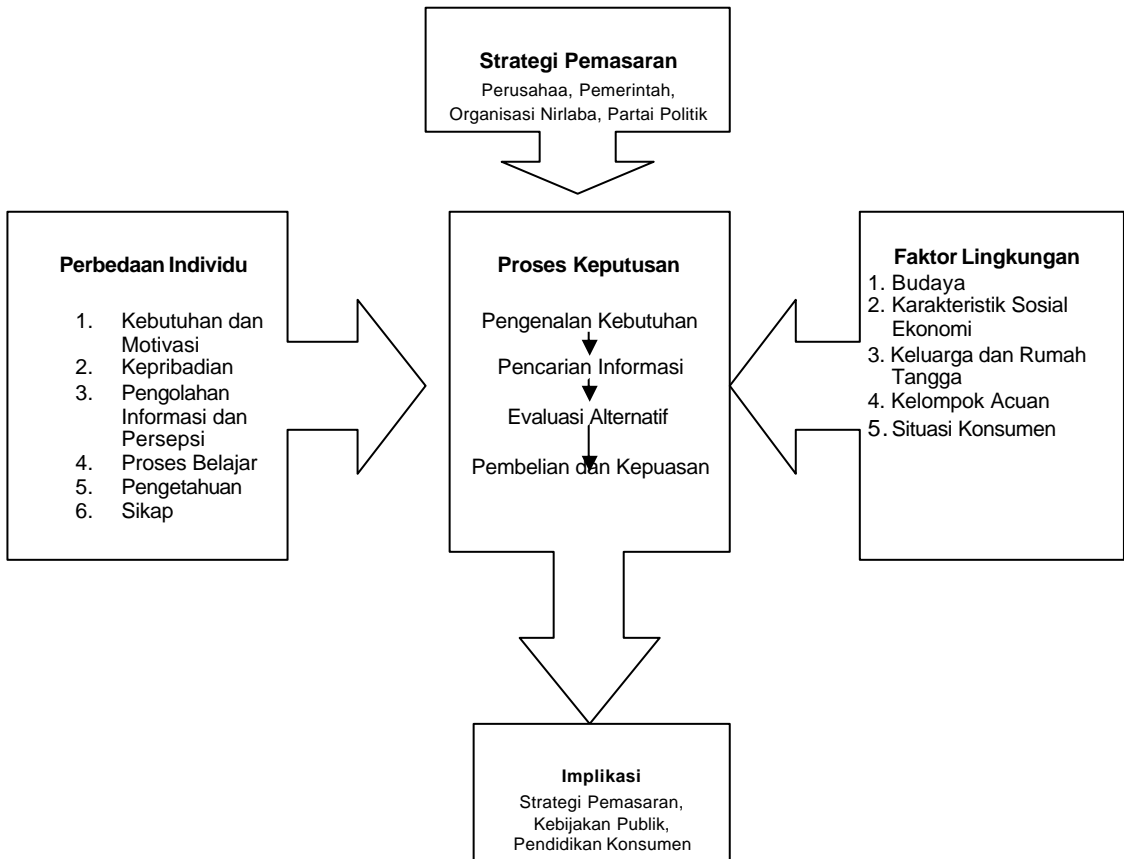 Strategi Pemasaran
Perusahaa, Pemerintah,
Organisasi Nirlaba, Partai Politik
Perbedaan Individu
1. Kebutuhan dan
Motivasi
2. Kepribadian
3. Pengolahan
Informasi dan
Persepsi
4. Proses Belajar
5. Pengetahuan
6. Sikap
Proses Keputusan
Pengenalan Kebutuhan
Pencarian Informasi
Evaluasi Alternatif
Pembelian dan Kepuasan
Faktor Lingkungan
1. Budaya
2. Karakteristik Sosial
Ekonomi
3. Keluarga dan Rumah
Tangga
4. Kelompok Acuan
5. Situasi Konsumen
Implikasi
Strategi Pemasaran,
Kebijakan Publik,
Pendidikan Konsumen